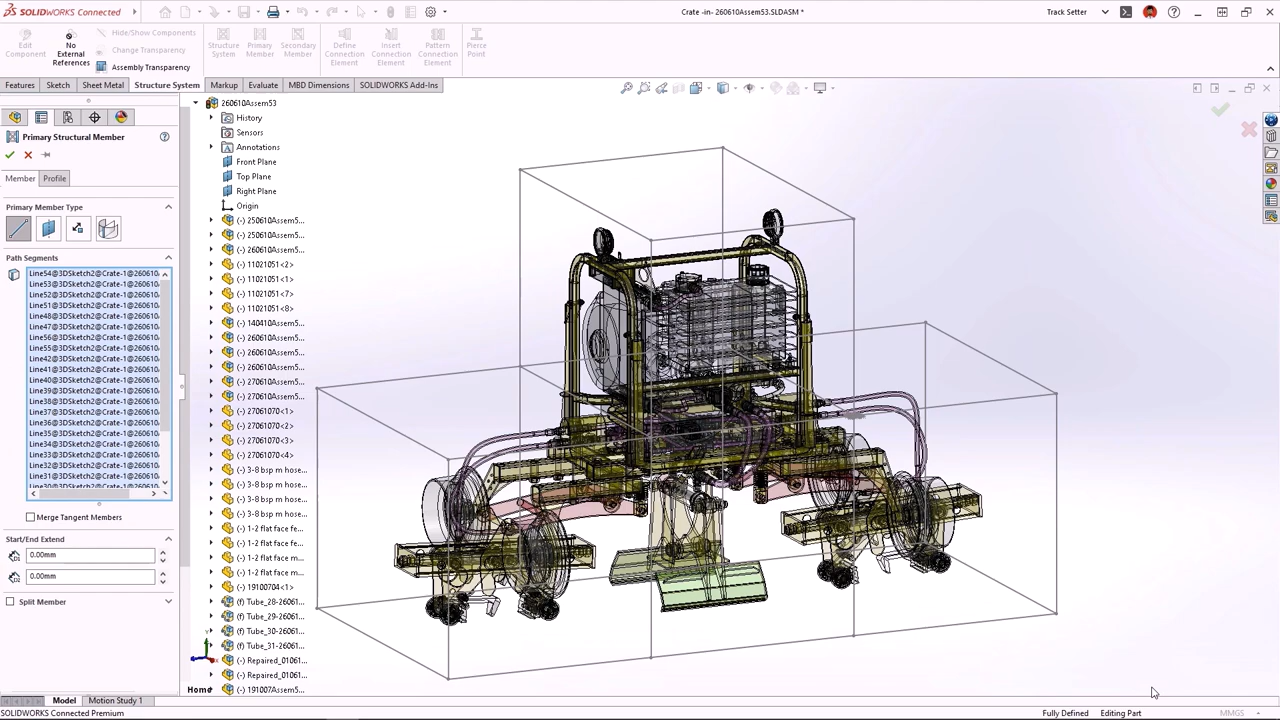 SOLIDWORKS Connected
Crate -in- 260610Assem53.SLDASM *
Track Setter
Edit Component
No External References
Hide/Show Components
Change Transparency
Assembly Transparency
Structure System
Primary Member
Secondary Member
Define Connection Element
Insert Connection Element
Pattern Connection Element
Pierce Point
Features
Sketch
Sheet Metal
Structure System
Markup
Evaluate
MBD Dimensions
SOLIDWORKS Add-Ins
Primary Structural Member
Member
Profile
Primary Member Type
Path Segments
Line54@3DSketch2@Crate-1@260610
Line53@3DSketch2@Crate-1@260610
Line52@3DSketch2@Crate-1@260610
Line51@3DSketch2@Crate-1@260610
Line48@3DSketch2@Crate-1@260610
Line47@3DSketch2@Crate-1@260610
Line56@3DSketch2@Crate-1@260610
Line55@3DSketch2@Crate-1@260610
Line42@3DSketch2@Crate-1@260610
Line41@3DSketch2@Crate-1@260610
Line40@3DSketch2@Crate-1@260610
Line39@3DSketch2@Crate-1@260610
Line38@3DSketch2@Crate-1@260610
Line37@3DSketch2@Crate-1@260610
Line36@3DSketch2@Crate-1@260610
Line35@3DSketch2@Crate-1@260610
Line34@3DSketch2@Crate-1@260610
Line33@3DSketch2@Crate-1@260610
Line32@3DSketch2@Crate-1@260610
Line31@3DSketch2@Crate-1@260610
Line30@3DSketch2@Crate-1@260610
Merge Tangent Members
Start/End Extend
0.00mm
0.00mm
Split Member
260610Assem53
History
Sensors
Annotations
Front Plane
Top Plane
Right Plane
Origin
(-) 250610Assem5...
(-) 250610Assem5...
(-) 260610Assem5...
(-) 11021051<2>
(-) 11021051<1>
(-) 11021051<7>
(-) 11021051<8>
(-) 140410Assem5...
(-) 260610Assem5...
(-) 260610Assem5...
(-) 260610Assem5...
(-) 270610Assem5...
(-) 270610Assem5...
(-) 27061070<1>
(-) 27061070<2>
(-) 27061070<3>
(-) 27061070<4>
(-) 3-8 bsp m hose...
(-) 3-8 bsp m hose...
(-) 3-8 bsp m hose...
(-) 3-8 bsp m hose...
(-) 1-2 flat face fe...
(-) 1-2 flat face fe...
(-) 1-2 flat face m...
(-) 1-2 flat face m...
(-) 19100704<1>
(f) Tube_28-26061...
(f) Tube_29-26061...
(f) Tube_30-26061...
(f) Tube_31-26061...
(-) Repaired_01061...
(-) Repaired_01061...
(-) 191007Assem5...
Home
Model
Motion Study 1
SOLIDWORKS Connected Premium
Fully Defined
Editing Part
MMGS